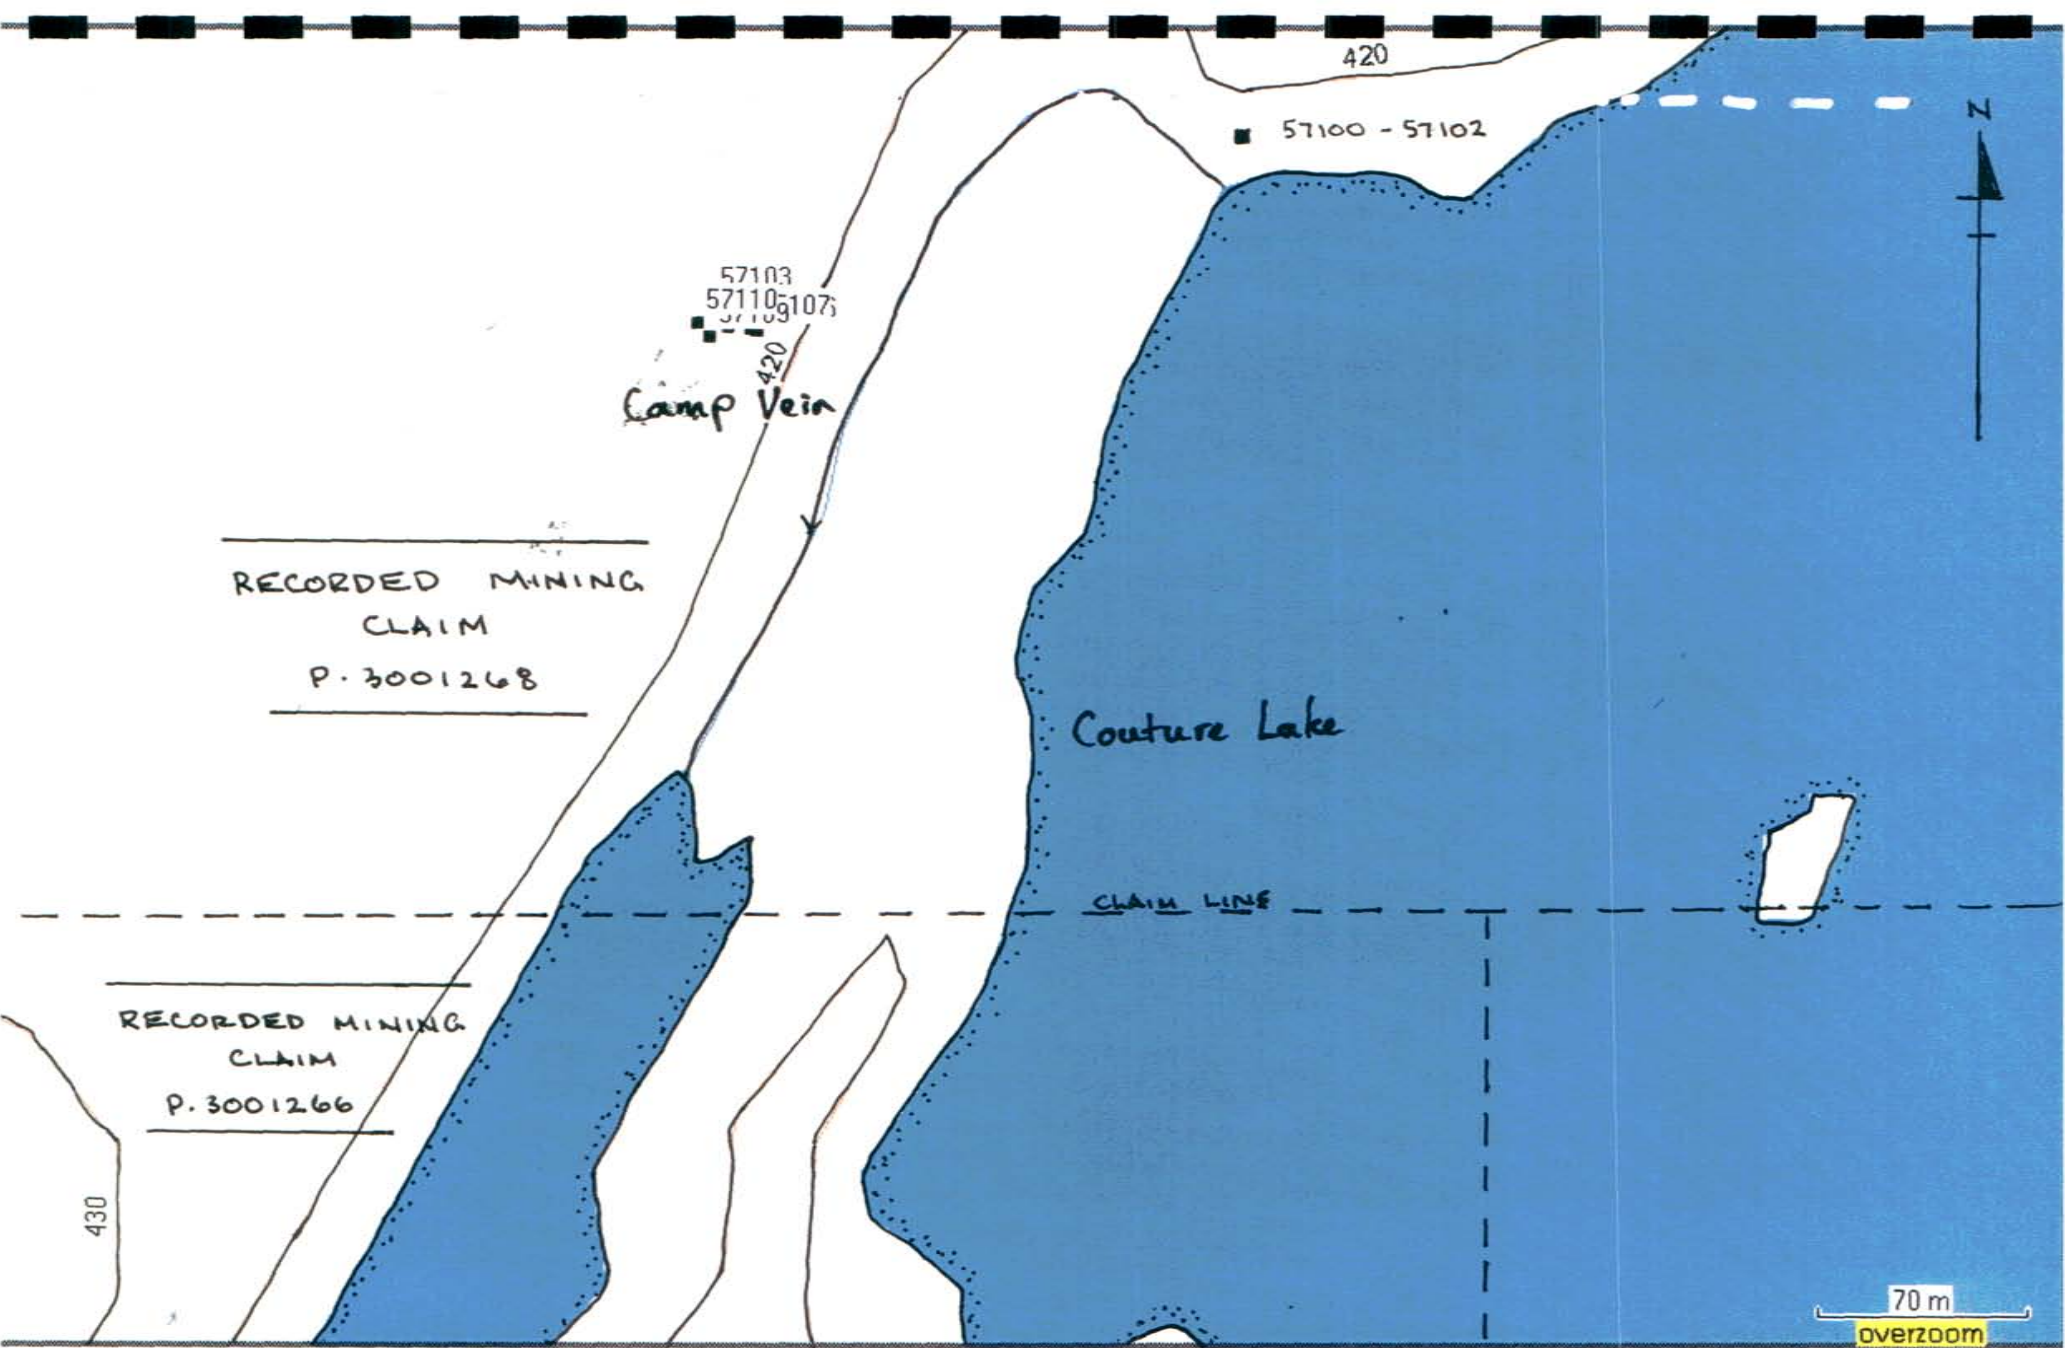 420
N
57100 - 57102
57103
57110
420
Camp Vein
RECORDED MINING
CLAIM
P. 3001268
Couture Lake
CLAIM LINE
RECORDED MINING
CLAIM
P. 3001266
430
70 m
overzoom